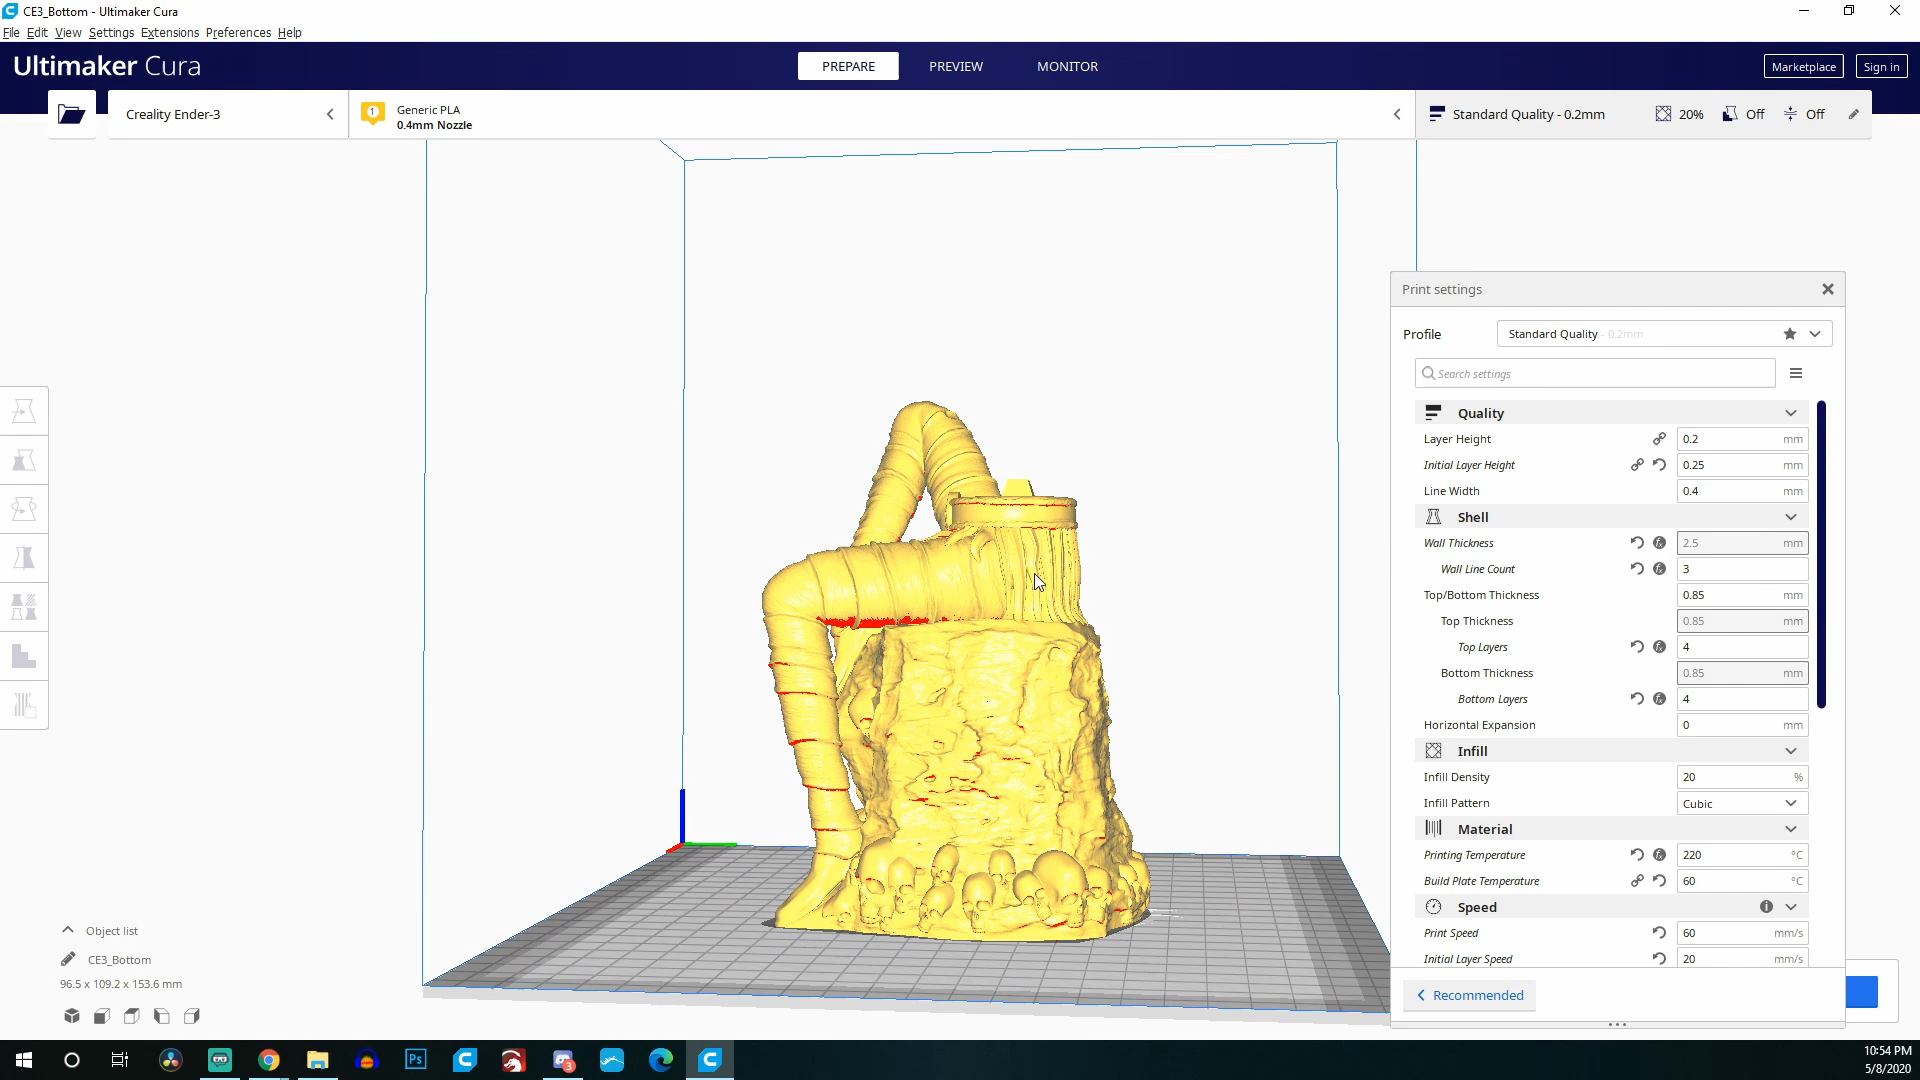 CE3_Bottom - Ultimaker Cura
File Edit View Settings Extensions Preferences Help
Ultimaker Cura
PREPARE
PREVIEW
MONITOR
Marketplace
Sign in
Creality Ender-3
1
Generic PLA
0.4mm Nozzle
Standard Quality - 0.2mm
20%
Off
Off
Print settings
Profile
Standard Quality - 0.2mm
Search settings
Quality
Layer Height 0.2 mm
Initial Layer Height 0.25 mm
Line Width 0.4 mm
Shell
Wall Thickness 2.5 mm
Wall Line Count 3
Top/Bottom Thickness 0.85 mm
Top Thickness 0.85 mm
Top Layers 4
Bottom Thickness 0.85 mm
Bottom Layers 4
Horizontal Expansion 0 mm
Infill
Infill Density 20 %
Infill Pattern Cubic
Material
Printing Temperature 220 °C
Build Plate Temperature 60 °C
Speed
Print Speed 60 mm/s
Initial Layer Speed 20 mm/s
Recommended
Object list
CE3_Bottom
96.5 x 109.2 x 153.6 mm
Ps
3
10:54 PM
5/8/2020